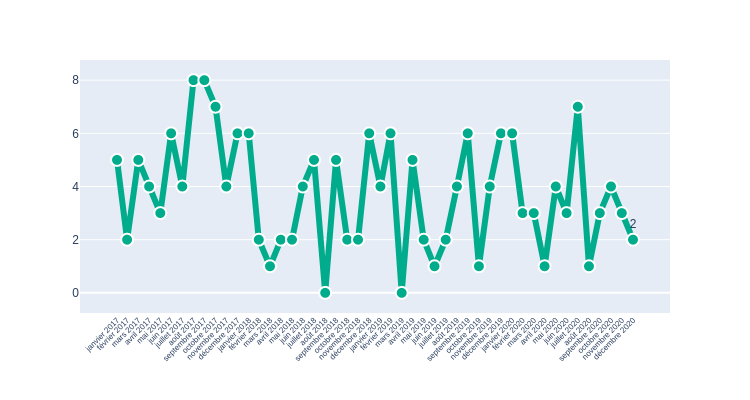 8
6
4
2
0
2
janvier 2017
février 2017
mars 2017
avril 2017
mai 2017
juin 2017
juillet 2017
août 2017
septembre 2017
octobre 2017
novembre 2017
décembre 2017
janvier 2018
février 2018
mars 2018
avril 2018
mai 2018
juin 2018
juillet 2018
août 2018
septembre 2018
octobre 2018
novembre 2018
décembre 2018
janvier 2019
février 2019
mars 2019
avril 2019
mai 2019
juin 2019
juillet 2019
août 2019
septembre 2019
octobre 2019
novembre 2019
décembre 2019
janvier 2020
février 2020
mars 2020
avril 2020
mai 2020
juin 2020
juillet 2020
août 2020
septembre 2020
octobre 2020
novembre 2020
décembre 2020